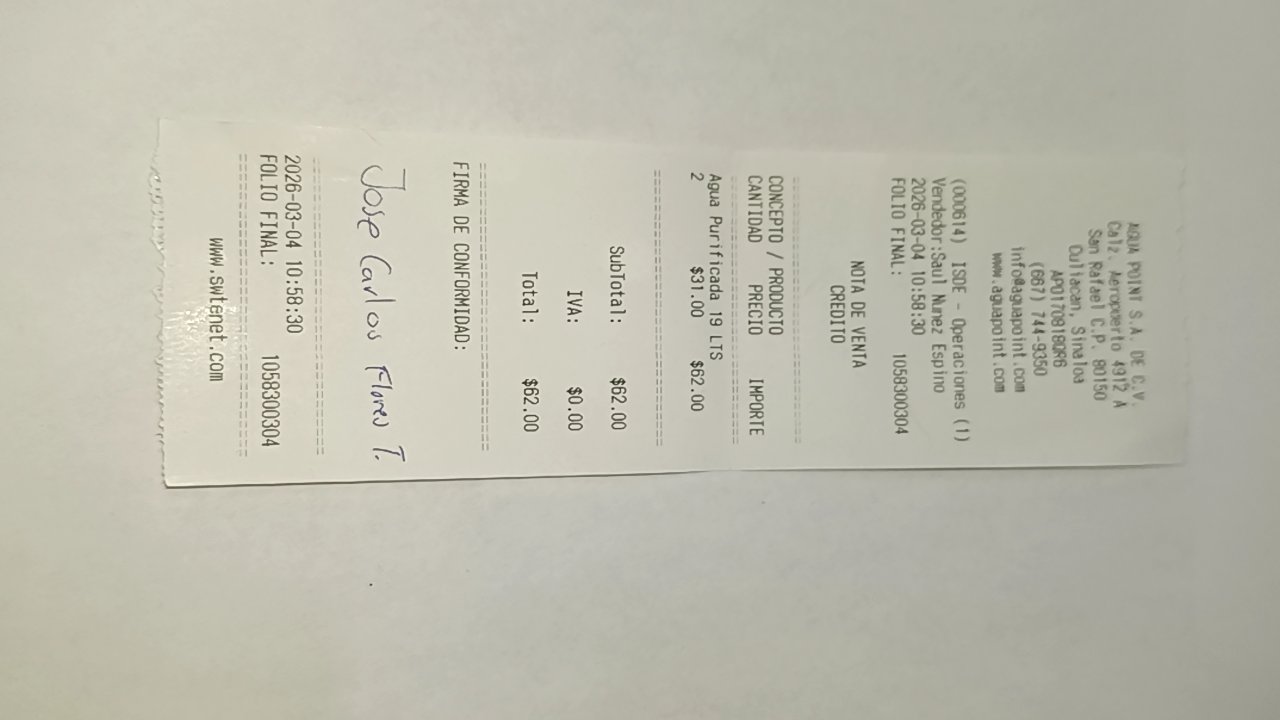 AGUA POINT S.A. DE C.V.
Calz. Aeropuerto 4912 A
San Rafael C.P. 80150
Culiacan, Sinaloa
APO170818QR6
(667) 744-9350
info@aguapoint.com
www.aguapoint.com
(000614) ISDE - Operaciones (1)
Vendedor:Saul Nunez Espino
2026-03-04 10:58:30
FOLIO FINAL: 1058300304
NOTA DE VENTA
CREDITO
CONCEPTO / PRODUCTO
CANTIDAD PRECIO IMPORTE
Agua Purificada 19 LTS
2 $31.00 $62.00
SubTotal: $62.00
IVA: $0.00
Total: $62.00
FIRMA DE CONFORMIDAD:
Jose Carlos Flores T.
2026-03-04 10:58:30
FOLIO FINAL: 1058300304
www.swtenet.com